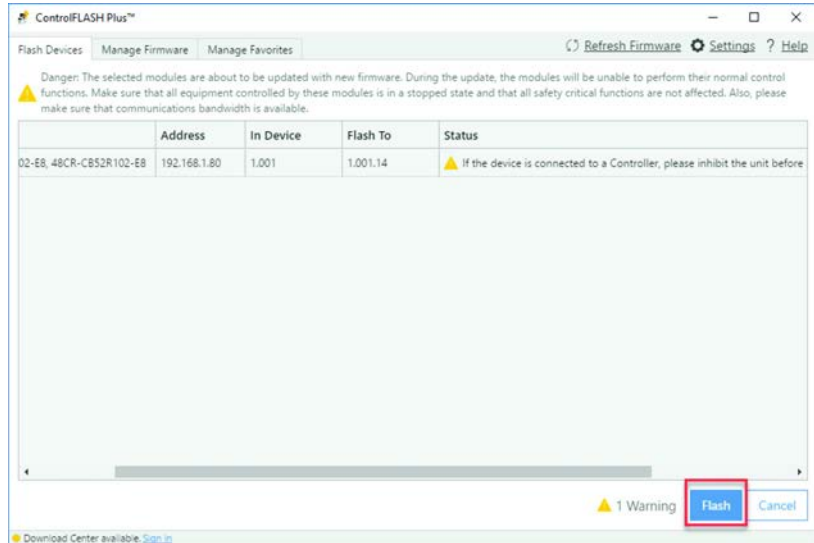 ControlFLASH Plus™
Flash Devices Manage Firmware Manage Favorites Refresh Firmware Settings ? Help
Danger: The selected modules are about to be updated with new firmware. During the update, the modules will be unable to perform their normal control
functions. Make sure that all equipment controlled by these modules is in a stopped state and that all safety critical functions are not affected. Also, please
make sure that communications bandwidth is available.
Address In Device Flash To Status
02-E8, 48CR-CB52R102-E8 192.168.1.80 1.001 1.001.14 If the device is connected to a Controller, please inhibit the unit before
1 Warning Flash Cancel
Download Center available. Sign in